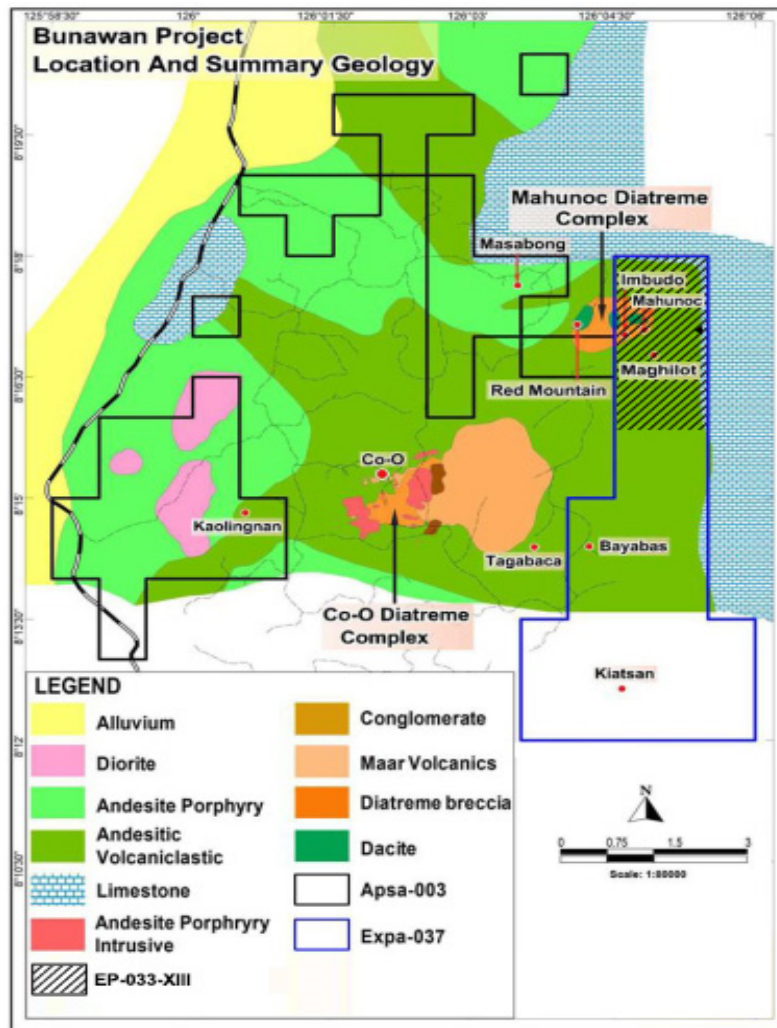 125°58'30"
126°
126°01'30"
126°03
126°04'30"
126°06'
Bunawan Project
Location And Summary Geology
8°19'30"
8°18'
8°16'30"
8°15'
8°13'30"
8°12'
8°10'30"
Mahunoc Diatreme
Complex
Masabong
Imbudo
Mahunoc
Maghilot
Red Mountain
Co-O
Kaolingnan
Tagabaca
Bayabas
Co-O Diatreme
Complex
Kiatsan
LEGEND
Alluvium
Diorite
Andesite Porphyry
Andesitic
Volcaniclastic
Limestone
Andesite Porphryry
Intrusive
EP-033-XIII
Conglomerate
Maar Volcanics
Diatreme breccia
Dacite
Apsa-003
Expa-037
N
0 0.75 1.5 3
Scale: 1:80000